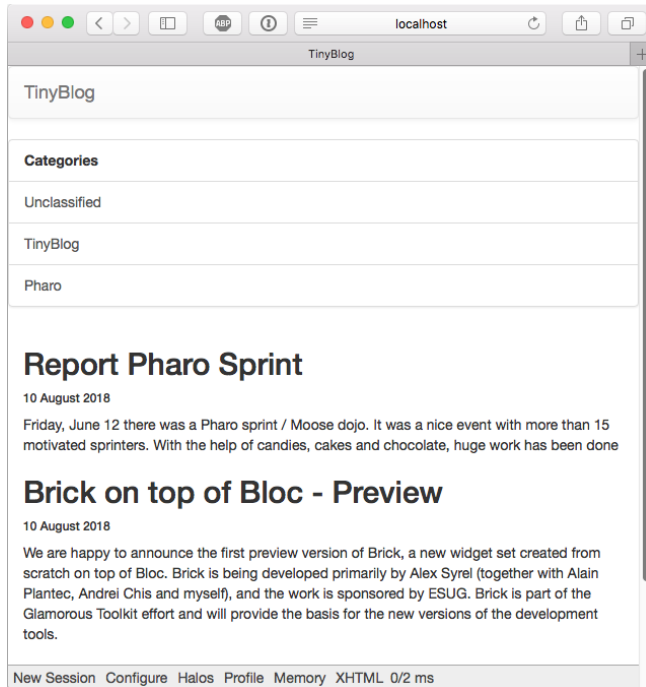 ABP
localhost
TinyBlog
TinyBlog
Categories
Unclassified
TinyBlog
Pharo
Report Pharo Sprint
10 August 2018
Friday, June 12 there was a Pharo sprint / Moose dojo. It was a nice event with more than 15
motivated sprinters. With the help of candies, cakes and chocolate, huge work has been done
Brick on top of Bloc - Preview
10 August 2018
We are happy to announce the first preview version of Brick, a new widget set created from
scratch on top of Bloc. Brick is being developed primarily by Alex Syrel (together with Alain
Plantec, Andrei Chis and myself), and the work is sponsored by ESUG. Brick is part of the
Glamorous Toolkit effort and will provide the basis for the new versions of the development
tools.
New Session Configure Halos Profile Memory XHTML 0/2 ms